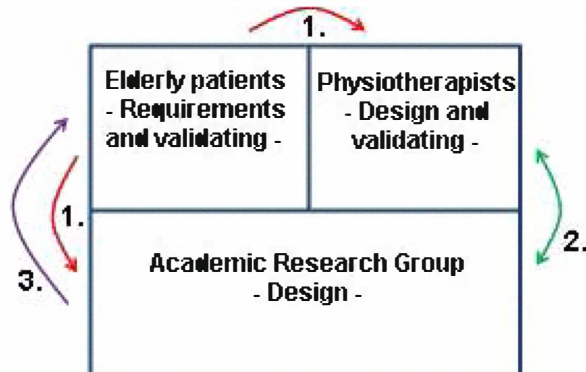 1.
Elderly patients
- Requirements
and validating -
Physiotherapists
- Design and
validating -
1.
3.
2.
Academic Research Group
- Design -